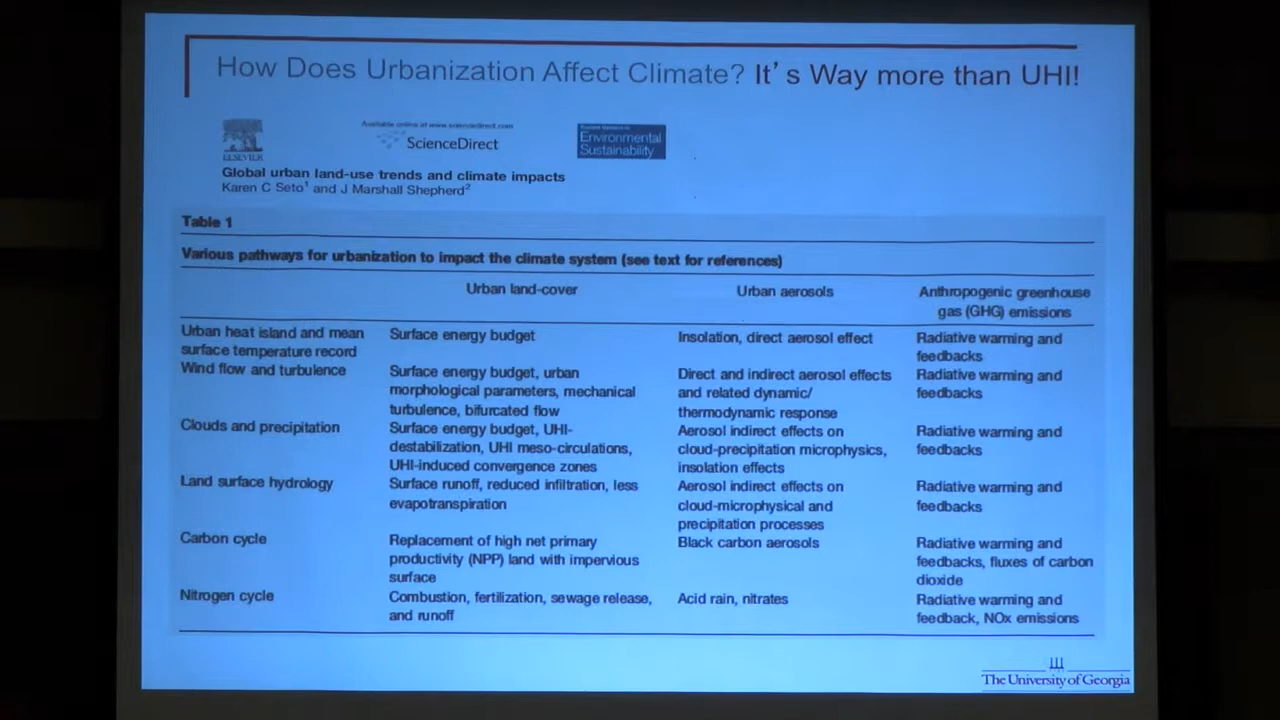 How Does Urbanization Affect Climate? It's Way more than UHI!
ELSEVIER
Available online at www.sciencedirect.com
ScienceDirect
Environmental
Sustainability
Global urban land-use trends and climate impacts
Karen C Seto1 and J Marshall Shepherd2
Table 1
Various pathways for urbanization to impact the climate system (see text for references)
Urban land-cover
Urban aerosols
Anthropogenic greenhouse
gas (GHG) emissions
Urban heat island and mean
surface temperature record
Surface energy budget
Insolation, direct aerosol effect
Radiative warming and
feedbacks
Wind flow and turbulence
Surface energy budget, urban
morphological parameters, mechanical
turbulence, bifurcated flow
Direct and indirect aerosol effects
and related dynamic/
thermodynamic response
Radiative warming and
feedbacks
Clouds and precipitation
Surface energy budget, UHI-
destabilization, UHI meso-circulations,
UHI-induced convergence zones
Aerosol indirect effects on
cloud-precipitation microphysics,
insolation effects
Radiative warming and
feedbacks
Land surface hydrology
Surface runoff, reduced infiltration, less
evapotranspiration
Aerosol indirect effects on
cloud-microphysical and
precipitation processes
Radiative warming and
feedbacks
Carbon cycle
Replacement of high net primary
productivity (NPP) land with impervious
surface
Black carbon aerosols
Radiative warming and
feedbacks, fluxes of carbon
dioxide
Nitrogen cycle
Combustion, fertilization, sewage release,
and runoff
Acid rain, nitrates
Radiative warming and
feedback, NOx emissions
The University of Georgia